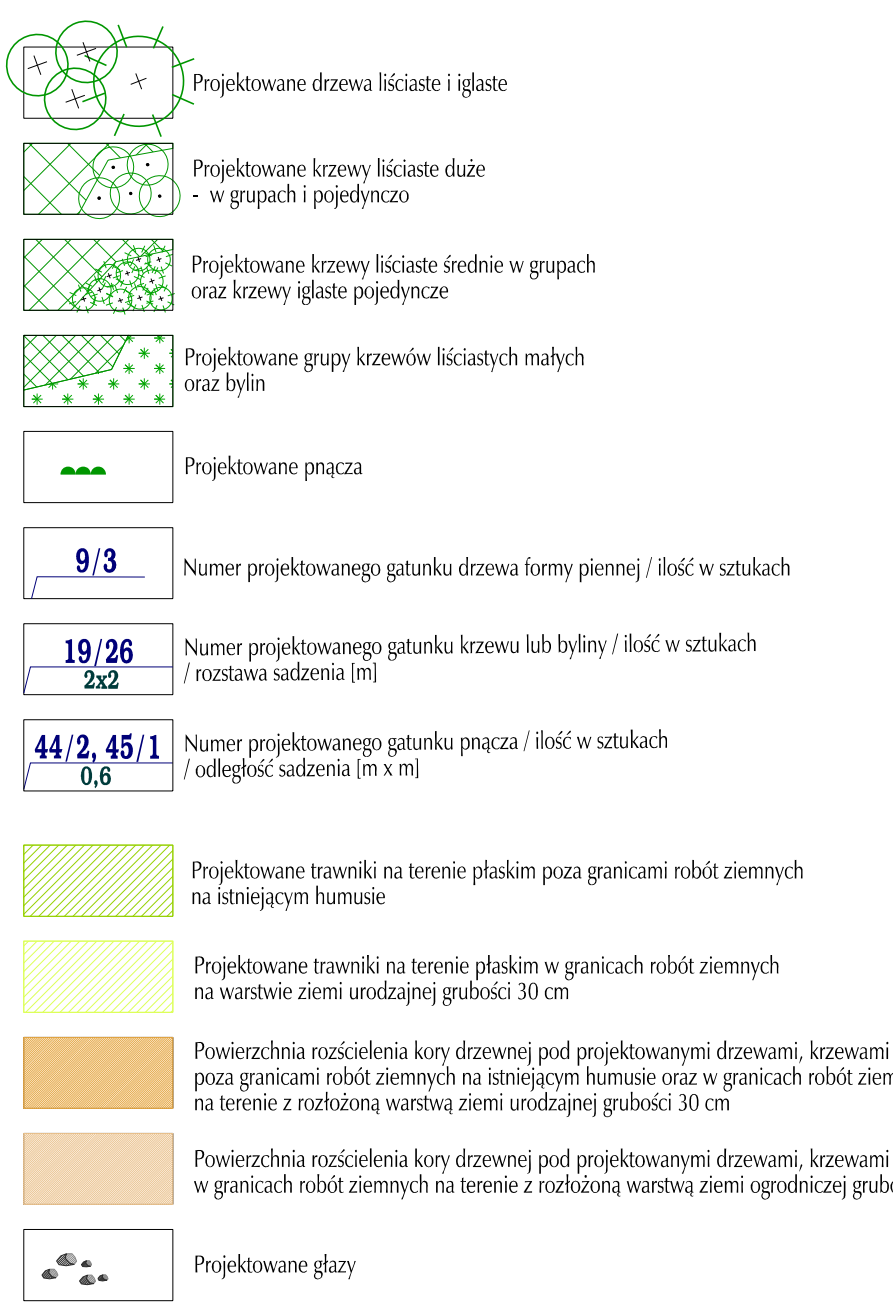 Projektowane drzewa liściaste i iglaste
Projektowane krzewy liściaste duże
- w grupach i pojedynczo
Projektowane krzewy liściaste średnie w grupach
oraz krzewy iglaste pojedyncze
Projektowane grupy krzewów liściastych małych
oraz bylin
Projektowane pnącza
9/3
Numer projektowanego gatunku drzewa formy piennej / ilość w sztukach
19/26
2x2
Numer projektowanego gatunku krzewu lub byliny / ilość w sztukach
/ rozstawa sadzenia [m]
44/2, 45/1
0,6
Numer projektowanego gatunku pnącza / ilość w sztukach
/ odległość sadzenia [m x m]
Projektowane trawniki na terenie płaskim poza granicami robót ziemnych
na istniejącym humusie
Projektowane trawniki na terenie płaskim w granicach robót ziemnych
na warstwie ziemi urodzajnej grubości 30 cm
Powierzchnia rozścielenia kory drzewnej pod projektowanymi drzewami, krzewami
poza granicami robót ziemnych na istniejącym humusie oraz w granicach robót
na terenie z rozłożoną warstwą ziemi urodzajnej grubości 30 cm
Powierzchnia rozścielenia kory drzewnej pod projektowanymi drzewami, krzewami
w granicach robót ziemnych na terenie z rozłożoną warstwą ziemi ogrodniczej
Projektowane głazy